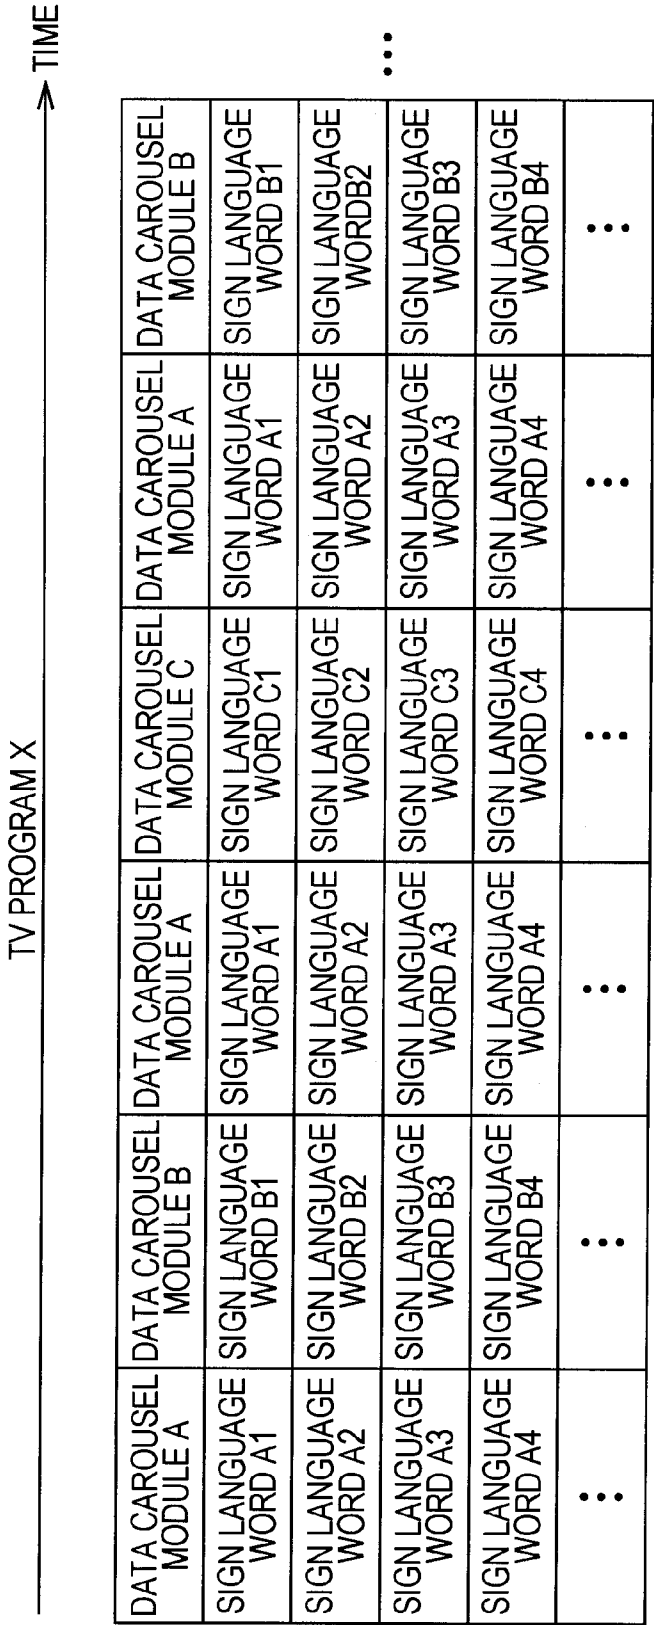 TV PROGRAM X
TIME
DATA CAROUSEL
MODULE A
DATA CAROUSEL
MODULE B
DATA CAROUSEL
MODULE A
DATA CAROUSEL
MODULE C
DATA CAROUSEL
MODULE A
DATA CAROUSEL
MODULE B
SIGN LANGUAGE
WORD A1
SIGN LANGUAGE
WORD B1
SIGN LANGUAGE
WORD A1
SIGN LANGUAGE
WORD C1
SIGN LANGUAGE
WORD A1
SIGN LANGUAGE
WORD B1
SIGN LANGUAGE
WORD A2
SIGN LANGUAGE
WORD B2
SIGN LANGUAGE
WORD A2
SIGN LANGUAGE
WORD C2
SIGN LANGUAGE
WORD A2
SIGN LANGUAGE
WORDB2
SIGN LANGUAGE
WORD A3
SIGN LANGUAGE
WORD B3
SIGN LANGUAGE
WORD A3
SIGN LANGUAGE
WORD C3
SIGN LANGUAGE
WORD A3
SIGN LANGUAGE
WORD B3
SIGN LANGUAGE
WORD A4
SIGN LANGUAGE
WORD B4
SIGN LANGUAGE
WORD A4
SIGN LANGUAGE
WORD C4
SIGN LANGUAGE
WORD A4
SIGN LANGUAGE
WORD B4
...
...
...
...
...
...
...